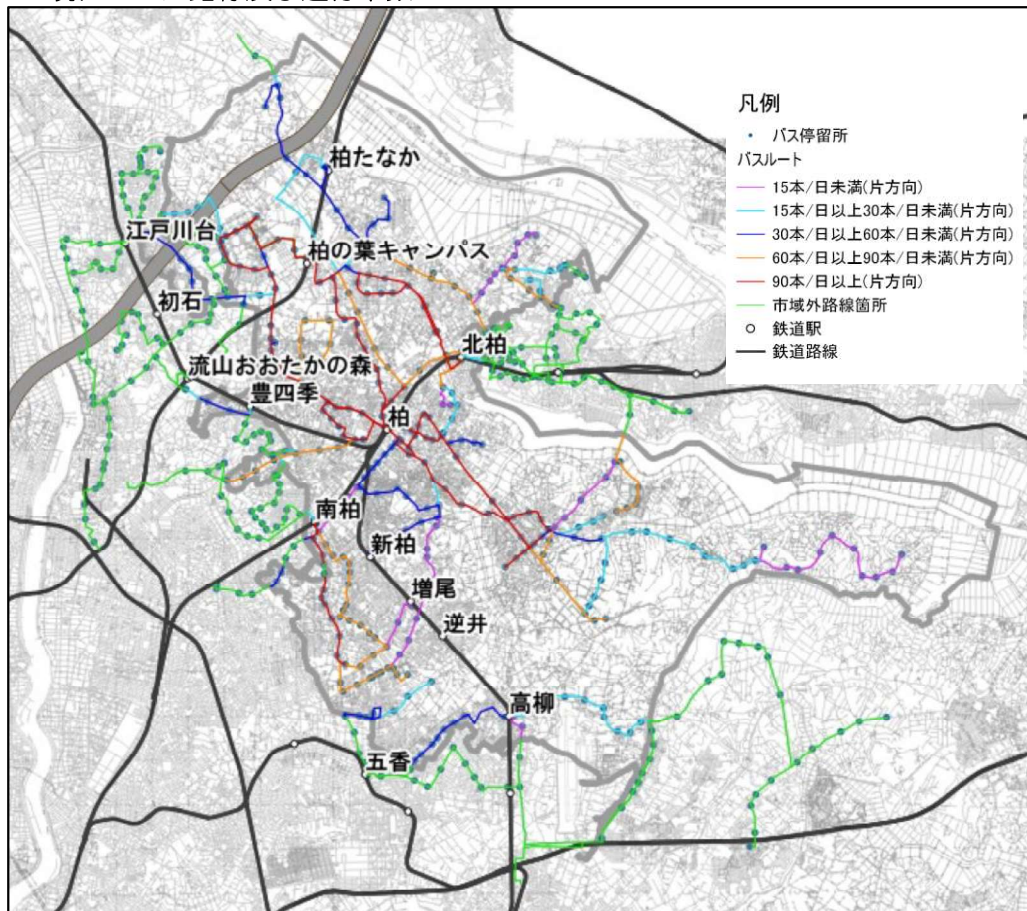 凡例
バス停留所
バスルート
15本/日未満(片方向)
15本/日以上30本/日未満(片方向)
30本/日以上60本/日未満(片方向)
60本/日以上90本/日未満(片方向)
90本/日以上(片方向)
市域外路線箇所
鉄道駅
鉄道路線
柏たなか
江戸川台
柏の葉キャンパス
初石
北柏
流山おおたかの森
豊四季
柏
南柏
新柏
増尾
逆井
高柳
五香